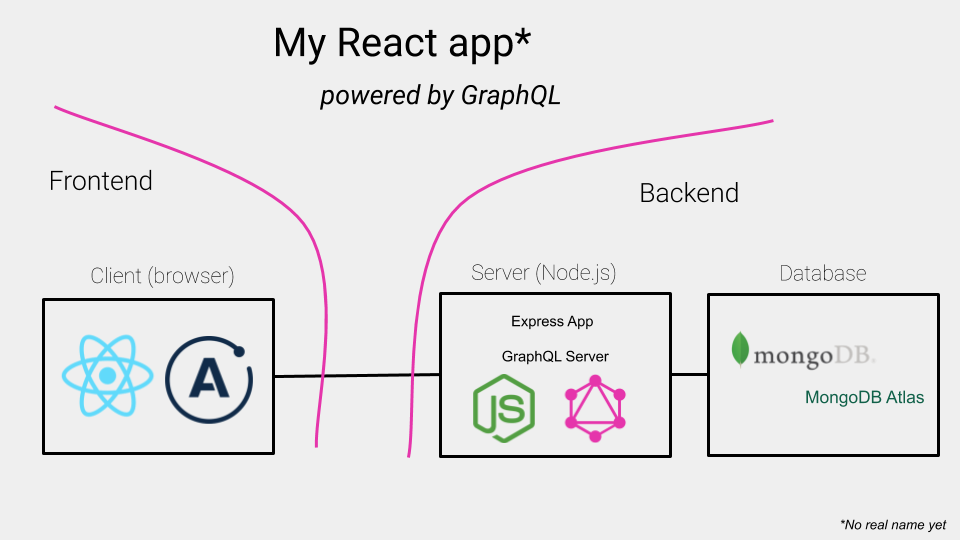 My React app*
powered by GraphQL
Frontend
Backend
Client (browser)
Server (Node.js)
Database
Express App
GraphQL Server
JS
A
mongoDB.
MongoDB Atlas
*No real name yet